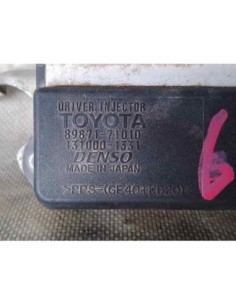 DRIVER, INJECTOR
TOYOTA
89871-71010
131000-1331
DENSO
MADE IN JAPAN
6